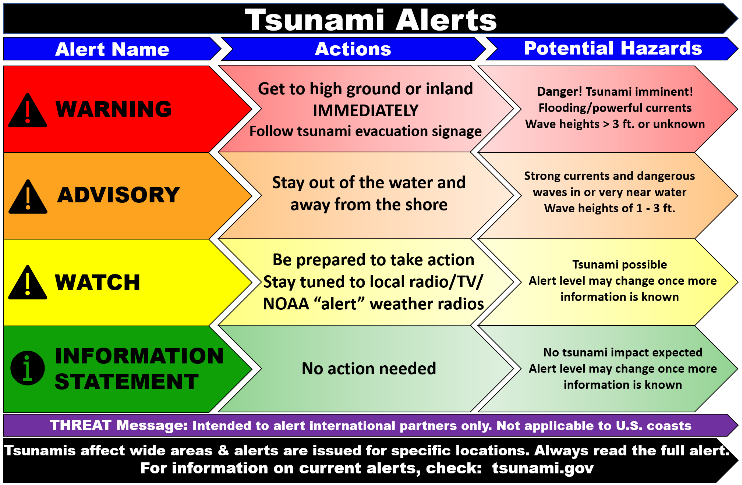 Tsunami Alerts
Alert Name
Actions
Potential Hazards
WARNING
Get to high ground or inland
IMMEDIATELY
Follow tsunami evacuation signage
Danger! Tsunami imminent!
Flooding/powerful currents
Wave heights > 3 ft. or unknown
ADVISORY
Stay out of the water and
away from the shore
Strong currents and dangerous
waves in or very near water
Wave heights of 1 - 3 ft.
WATCH
Be prepared to take action
Stay tuned to local radio/TV/
NOAA “alert” weather radios
Tsunami possible
Alert level may change once more
information is known
INFORMATION
STATEMENT
No action needed
No tsunami impact expected
Alert level may change once more
information is known
THREAT Message: Intended to alert international partners only. Not applicable to U.S. coasts
Tsunamis affect wide areas & alerts are issued for specific locations. Always read the full alert.
For information on current alerts, check: tsunami.gov